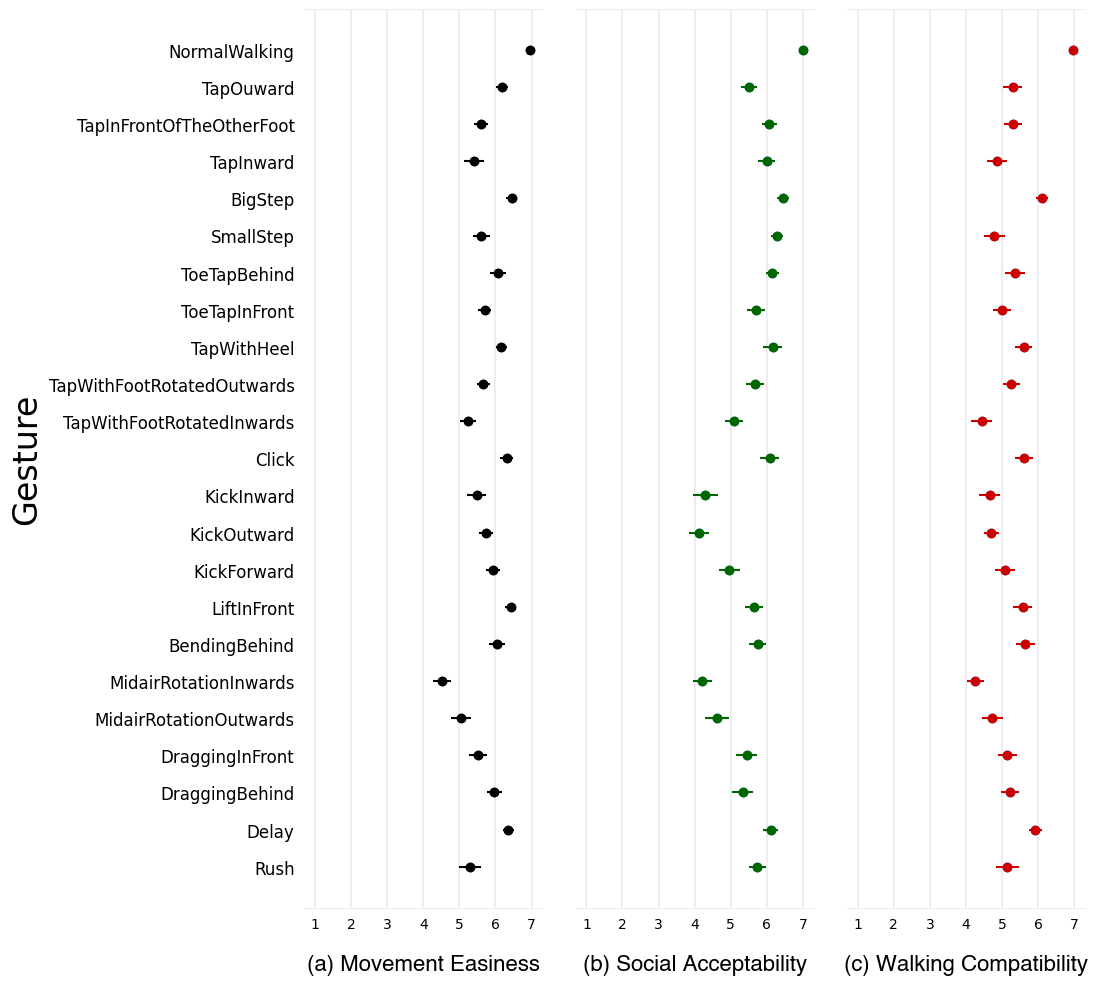 NormalWalking
TapOuward
TapInFrontOfTheOtherFoot
TapInward
BigStep
SmallStep
ToeTapBehind
ToeTapInFront
TapWithHeel
TapWithFootRotatedOutwards
TapWithFootRotatedInwards
Click
KickInward
KickOutward
KickForward
LiftInFront
BendingBehind
MidairRotationInwards
MidairRotationOutwards
DraggingInFront
DraggingBehind
Delay
Rush
Gesture
1 2 3 4 5 6 7
1 2 3 4 5 6 7
1 2 3 4 5 6 7
(a) Movement Easiness
(b) Social Acceptability
(c) Walking Compatibility